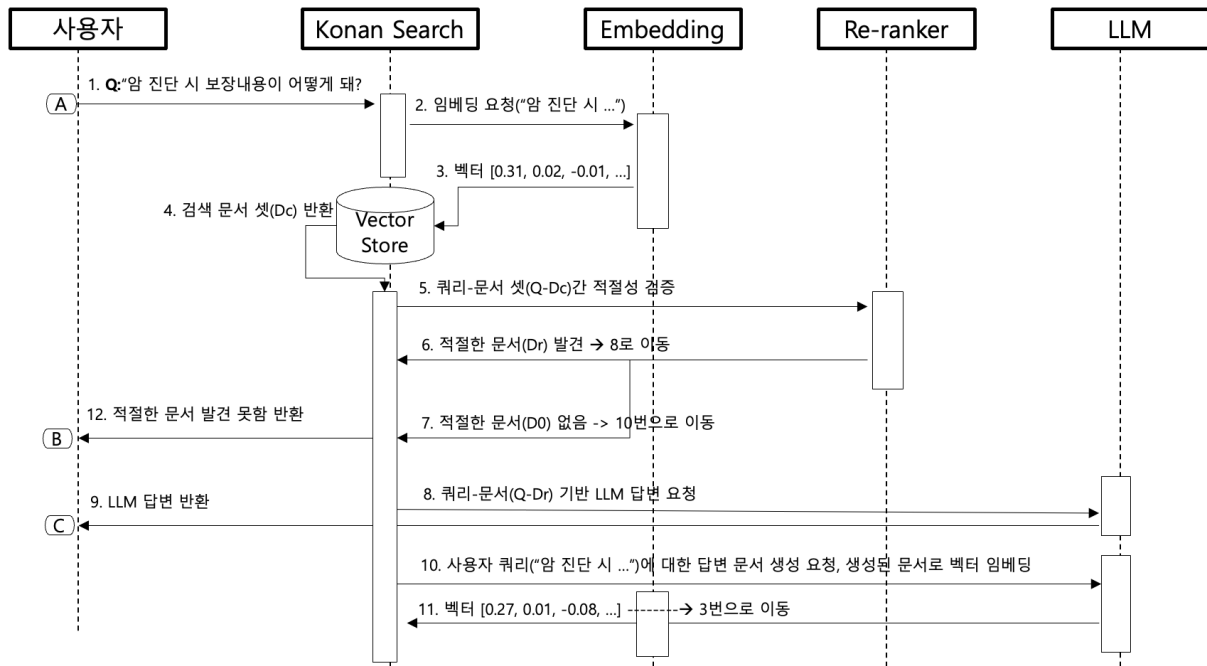 사용자
Konan Search
Embedding
Re-ranker
LLM
1. Q:“암 진단 시 보장내용이 어떻게 돼?
A
2. 임베딩 요청(“암 진단 시 ...”)
3. 벡터 [0.31, 0.02, -0.01, ...]
4. 검색 문서 셋(Dc) 반환
Vector
Store
5. 쿼리-문서 셋(Q-Dc)간 적절성 검증
6. 적절한 문서(Dr) 발견 → 8로 이동
12. 적절한 문서 발견 못함 반환
7. 적절한 문서(D0) 없음 -> 10번으로 이동
B
8. 쿼리-문서(Q-Dr) 기반 LLM 답변 요청
9. LLM 답변 반환
C
10. 사용자 쿼리(“암 진단 시 ...”)에 대한 답변 문서 생성 요청, 생성된 문서로 벡터 임베딩
11. 벡터 [0.27, 0.01, -0.08, ...] --------→ 3번으로 이동